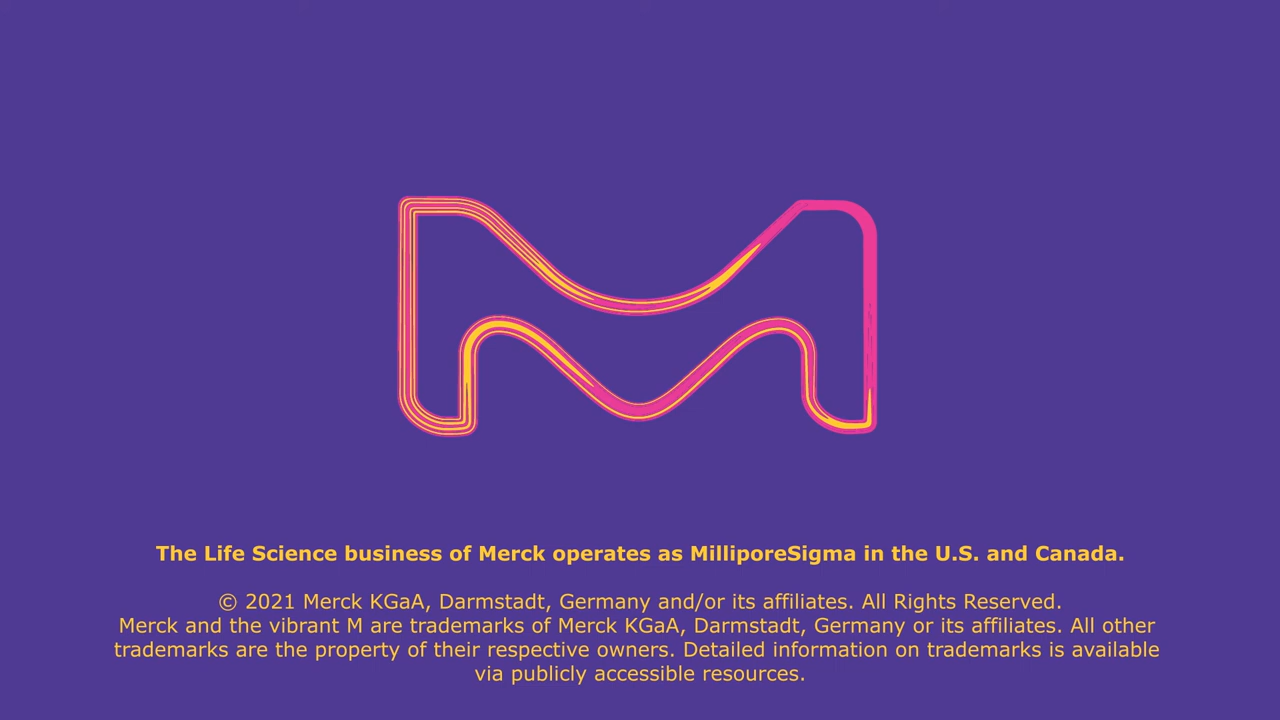 The Life Science business of Merck operates as MilliporeSigma in the U.S. and Canada.
© 2021 Merck KGaA, Darmstadt, Germany and/or its affiliates. All Rights Reserved.
Merck and the vibrant M are trademarks of Merck KGaA, Darmstadt, Germany or its affiliates. All other
trademarks are the property of their respective owners. Detailed information on trademarks is available
via publicly accessible resources.